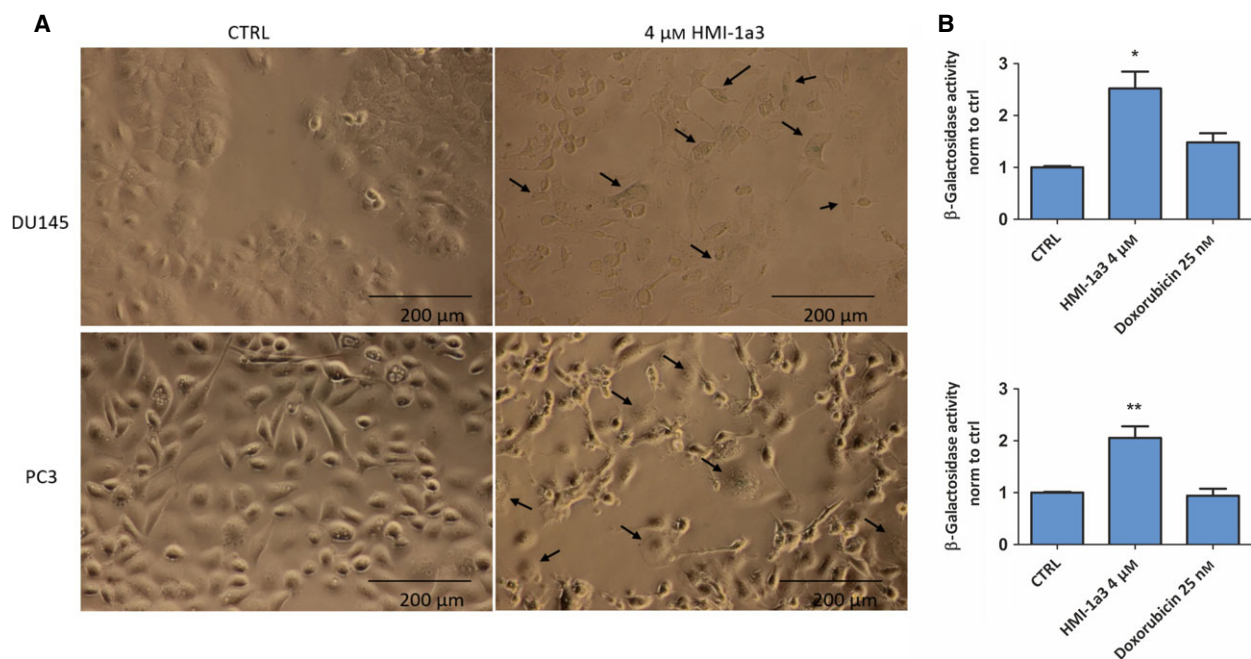 A
CTRL
4 μM HMI-1a3
DU145
200 μm
200 μm
PC3
200 μm
200 μm
B
β-Galactosidase activity
norm to ctrl
3
2
1
0
*
CTRL
HMI-1a3 4 μM
Doxorubicin 25 nM
β-Galactosidase activity
norm to ctrl
3
2
1
0
**
CTRL
HMI-1a3 4 μM
Doxorubicin 25 nM